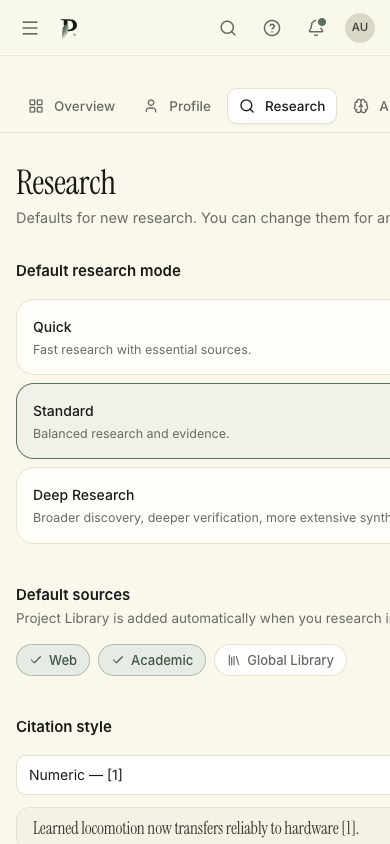 P
AU
Overview Profile Research A
Research
Defaults for new research. You can change them for
Default research mode
Quick
Fast research with essential sources.
Standard
Balanced research and evidence.
Deep Research
Broader discovery, deeper verification, more extensive
Default sources
Project Library is added automatically when you research
Web Academic Global Library
Citation style
Numeric — [1]
Learned locomotion now transfers reliably to hardware [1].